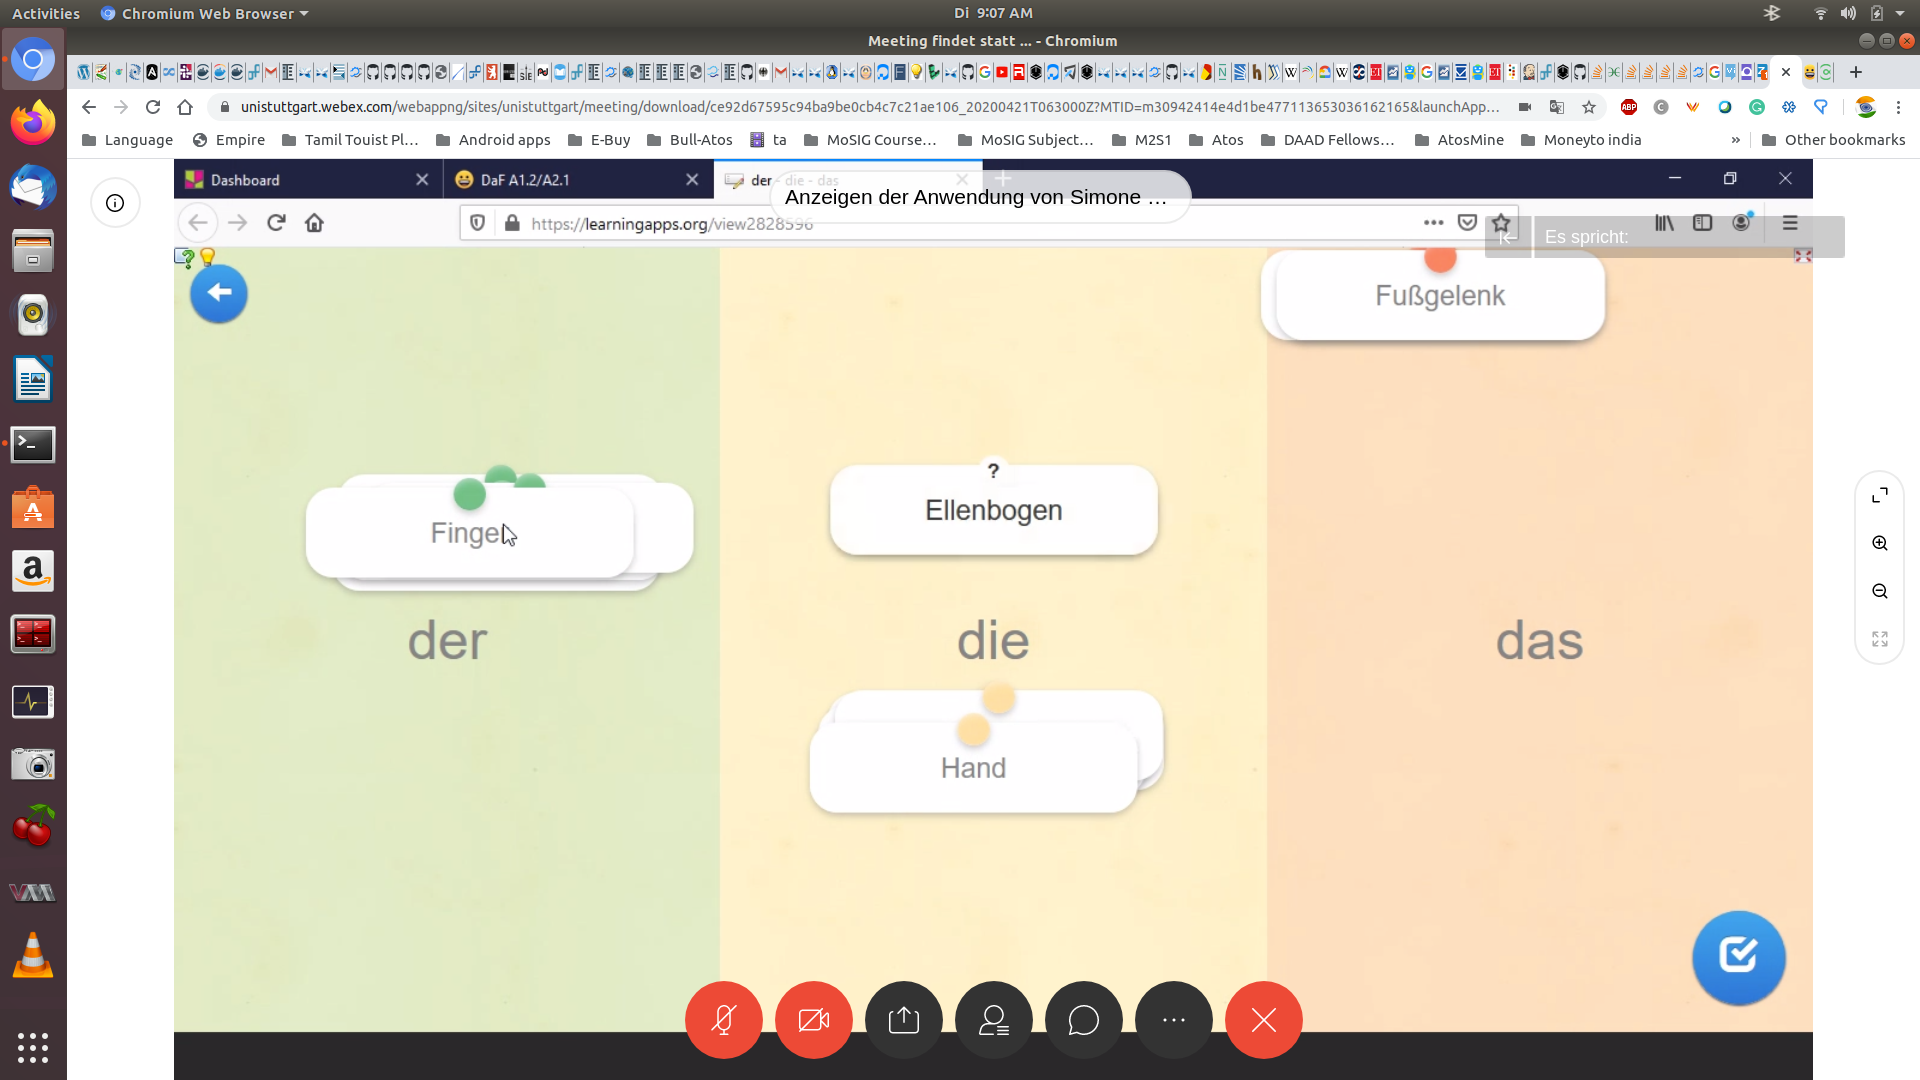 Activities
Chromium Web Browser
Di 9:07 AM
Meeting findet statt ... - Chromium
unistuttgart.webex.com/webappng/sites/unistuttgart/meeting/download/ce92d67595c94ba9be0cb4c7c21ae106_20200421T063000Z?MTID=m30942414e4d1be477113653036162165&launchApp...
Language
Empire
Tamil Touist Pl...
Android apps
E-Buy
Bull-Atos
ta
MoSIG Course...
MoSIG Subject...
M2S1
Atos
DAAD Fellows...
AtosMine
Moneyto india
»
Other bookmarks
Dashboard
DaF A1.2/A2.1
der - die - das
Anzeigen der Anwendung von Simone ...
https://learningapps.org/view2828596
Es spricht:
Fußgelenk
?
Ellenbogen
der
die
das
Hand